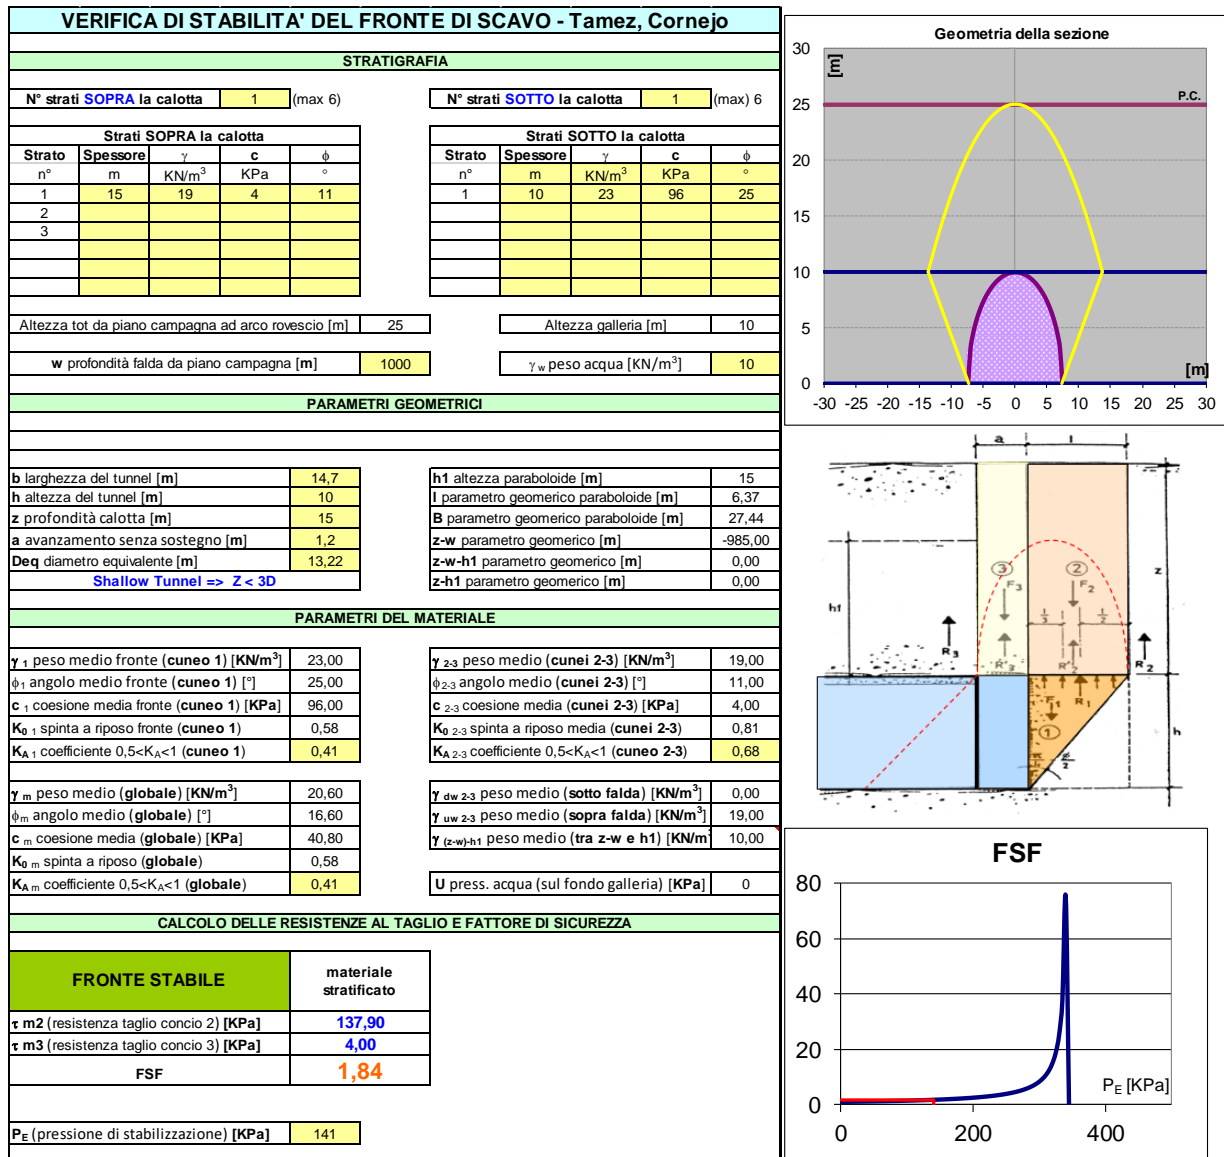 VERIFICA DI STABILITA' DEL FRONTE DI SCAVO - Tamez, Cornejo
STRATIGRAFIA
N° strati SOPRA la calotta 1 (max 6) N° strati SOTTO la calotta 1 (max) 6
Strati SOPRA la calotta
Strato Spessore γ c ϕ
n° m KN/m³ KPa °
1 15 19 4 11
2
3
Strati SOTTO la calotta
Strato Spessore γ c ϕ
n° m KN/m³ KPa °
1 10 23 96 25
Altezza tot da piano campagna ad arco rovescio [m] 25 Altezza galleria [m] 10
w profondità falda da piano campagna [m] 1000 γ w peso acqua [KN/m³] 10
PARAMETRI GEOMETRICI
b larghezza del tunnel [m] 14,7 h1 altezza paraboloide [m] 15
h altezza del tunnel [m] 10 l parametro geomerico paraboloide [m] 6,37
z profondità calotta [m] 15 B parametro geomerico paraboloide [m] 27,44
a avanzamento senza sostegno [m] 1,2 z-w parametro geomerico [m] -985,00
Deq diametro equivalente [m] 13,22 z-w-h1 parametro geomerico [m] 0,00
Shallow Tunnel => Z < 3D z-h1 parametro geomerico [m] 0,00
PARAMETRI DEL MATERIALE
γ 1 peso medio fronte (cuneo 1) [KN/m³] 23,00 γ 2-3 peso medio (cunei 2-3) [KN/m³] 19,00
ϕ1 angolo medio fronte (cuneo 1) [°] 25,00 ϕ2-3 angolo medio (cunei 2-3) [°] 11,00
c 1 coesione media fronte (cuneo 1) [KPa] 96,00 c 2-3 coesione media (cunei 2-3) [KPa] 4,00
K0 1 spinta a riposo fronte (cuneo 1) 0,58 K0 2-3 spinta a riposo media (cunei 2-3) 0,81
KA 1 coefficiente 0,5<KA<1 (cuneo 1) 0,41 KA 2-3 coefficiente 0,5<KA<1 (cuneo 2-3) 0,68
γ m peso medio (globale) [KN/m³] 20,60 γ dw 2-3 peso medio (sotto falda) [KN/m³] 0,00
ϕm angolo medio (globale) [°] 16,60 γ uw 2-3 peso medio (sopra falda) [KN/m³] 19,00
c m coesione media (globale) [KPa] 40,80 γ (z-w)-h1 peso medio (tra z-w e h1) [KN/m³ 10,00
K0 m spinta a riposo (globale) 0,58
KA m coefficiente 0,5<KA<1 (globale) 0,41 U press. acqua (sul fondo galleria) [KPa] 0
CALCOLO DELLE RESISTENZE AL TAGLIO E FATTORE DI SICUREZZA
FRONTE STABILE materiale stratificato
τ m2 (resistenza taglio concio 2) [KPa] 137,90
τ m3 (resistenza taglio concio 3) [KPa] 4,00
FSF 1,84
PE (pressione di stabilizzazione) [KPa] 141
Geometria della sezione
[m]
30
25
20
15
10
5
0
P.C.
[m]
-30 -25 -20 -15 -10 -5 0 5 10 15 20 25 30
a l
z
h1
3 2
F3 F2
l/3 l/2
R3 R'3 R'2 R2
F1 R1
1
h
FSF
80
60
40
20
0
PE [KPa]
0 200 400